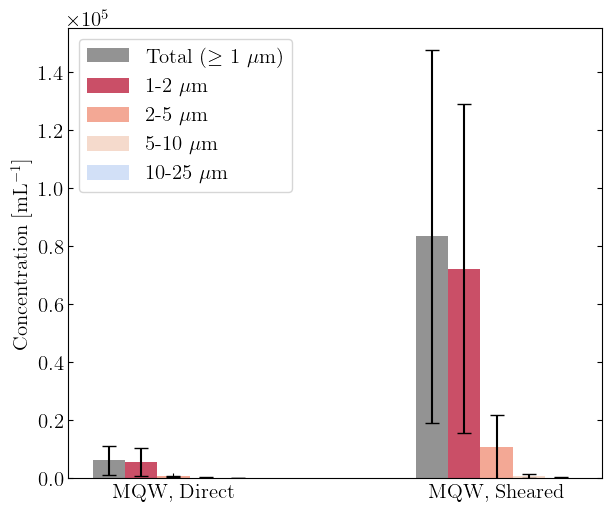 ×10⁵
Total (≥ 1 μm)
1-2 μm
2-5 μm
5-10 μm
10-25 μm
Concentration [mL⁻¹]
1.4
1.2
1.0
0.8
0.6
0.4
0.2
0.0
MQW, Direct
MQW, Sheared